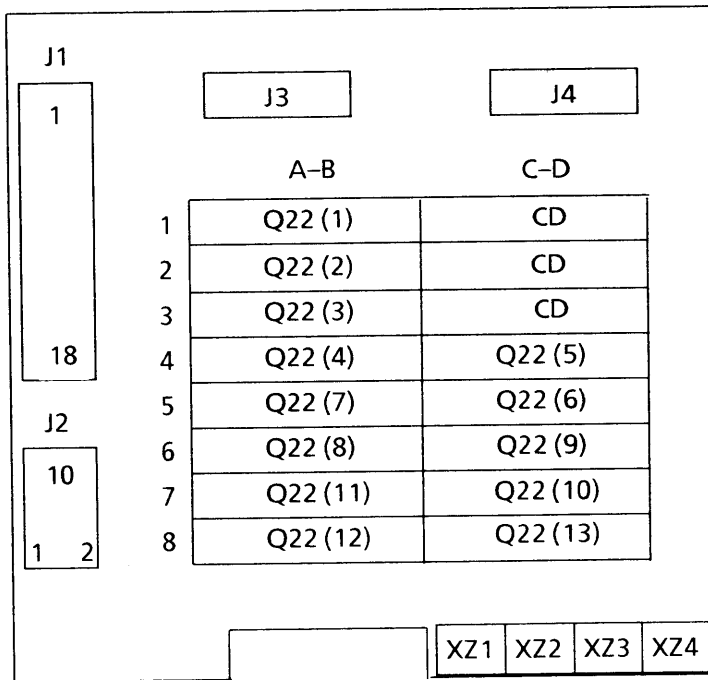 J1
1
18
J3
J4
A–B
C–D
1 Q22 (1) CD
2 Q22 (2) CD
3 Q22 (3) CD
4 Q22 (4) Q22 (5)
5 Q22 (7) Q22 (6)
6 Q22 (8) Q22 (9)
7 Q22 (11) Q22 (10)
8 Q22 (12) Q22 (13)
J2
10
1 2
XZ1 XZ2 XZ3 XZ4